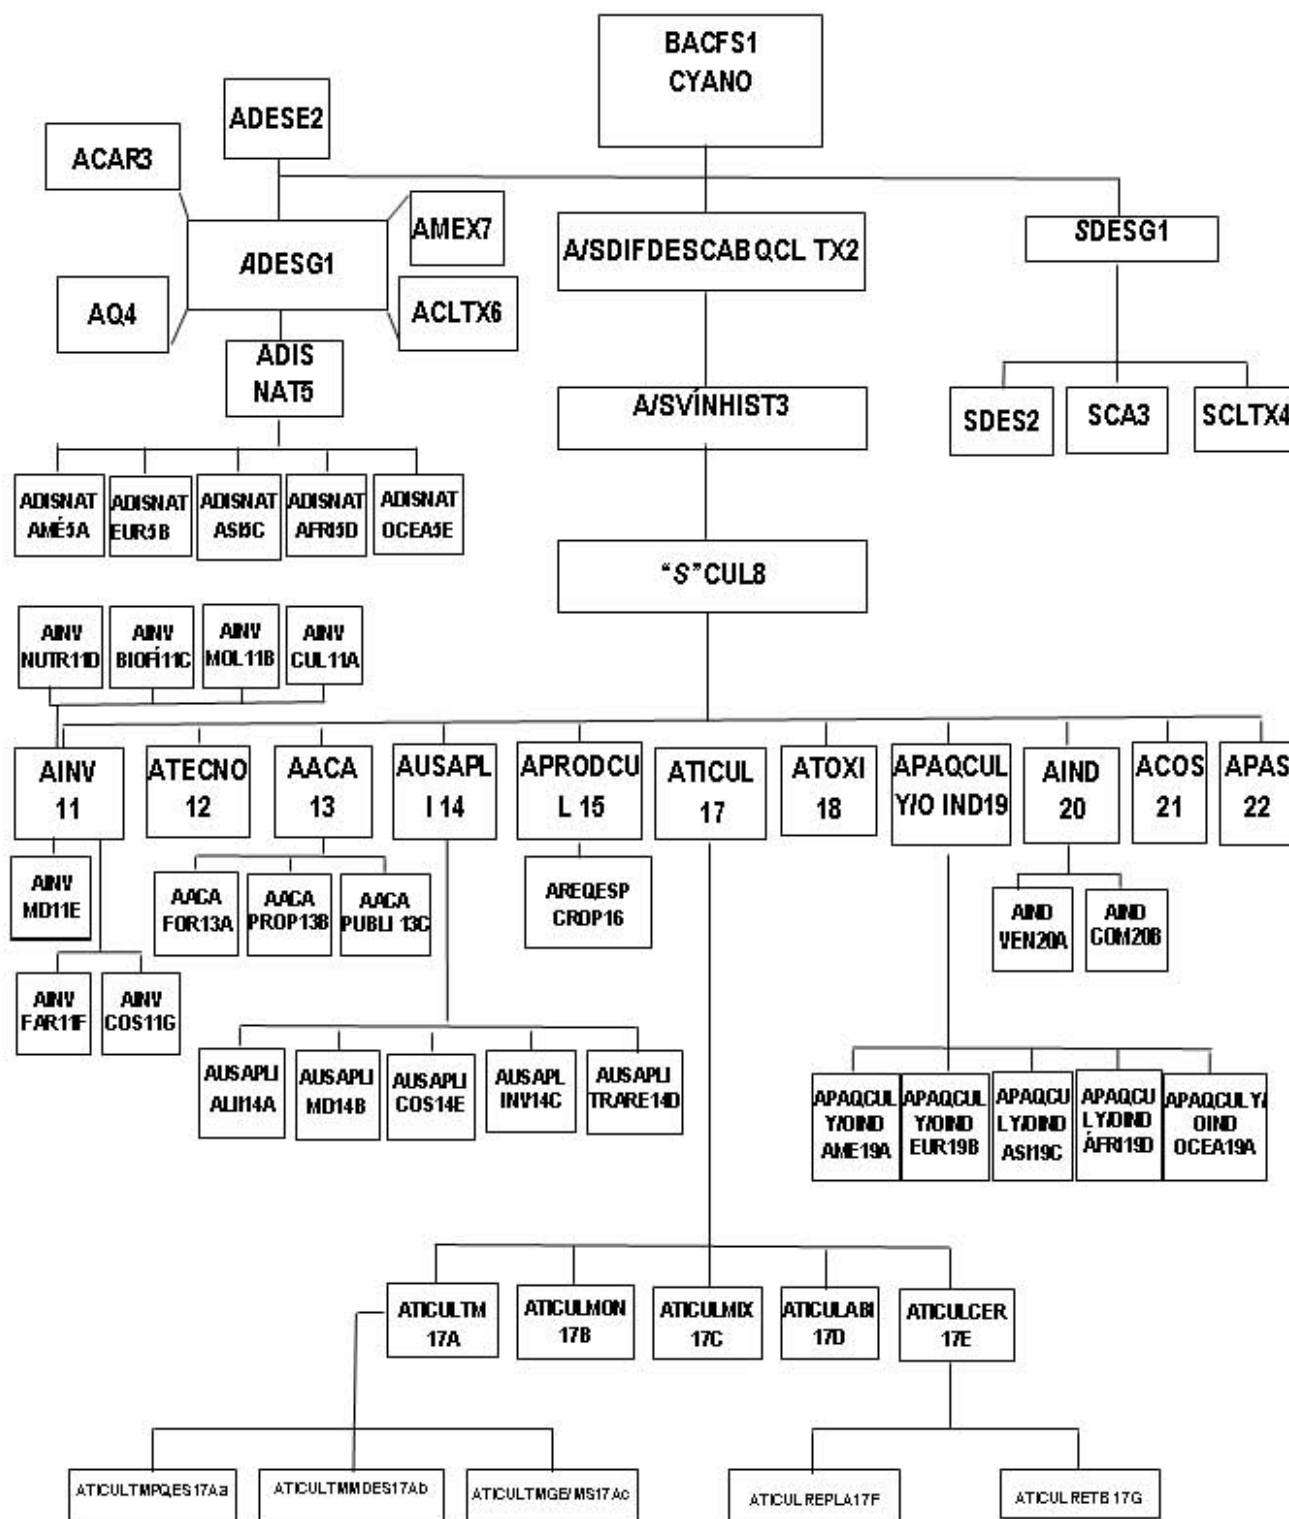 BACFS1
CYANO
ADESE2
ACAR3
AMEX7
ADESG1
A/SDIFDESCABQCL TX2
SDESG1
AQ4
ACLTX6
ADIS
NAT5
A/SVÍNHIST3
SDES2
SCA3
SCLTX4
ADISNAT
AMÉ5A
ADISNAT
EUR5B
ADISNAT
ASI5C
ADISNAT
AFRI5D
ADISNAT
OCEA5E
“S”CUL8
AINV
NUTR11D
AINV
BIOFÍ11C
AINV
MOL11B
AINV
CUL11A
AINV
11
ATECNO
12
AACA
13
AUSAPL
I 14
APRODCU
L 15
ATICUL
17
ATOXI
18
APAQCUL
Y/O IND19
AIND
20
ACOS
21
APAS
22
AINV
MD11E
AACA
FOR13A
AACA
PROP13B
AACA
PUBLI 13C
AREQESP
CROP16
AIND
VEN20A
AIND
COM20B
AINV
FAR11F
AINV
COS11G
AUSAPLI
ALI14A
AUSAPLI
MD14B
AUSAPLI
COS14E
AUSAPL
INV14C
AUSAPLI
TRARE14D
APAQCUL
Y/OIND
AME19A
APAQCUL
Y/OIND
EUR19B
APAQCU
LY/OIND
ASI19C
APAQCU
LY/OIND
ÁFRI19D
APAQCULY/
OIND
OCEA19A
ATICULTM
17A
ATICULMON
17B
ATICULMIX
17C
ATICULABI
17D
ATICULCER
17E
ATICULTMPQES17Aa
ATICULTMMDES17Ab
ATICULTMGE/MS17Ac
ATICULREPLA17F
ATICULRETB 17G